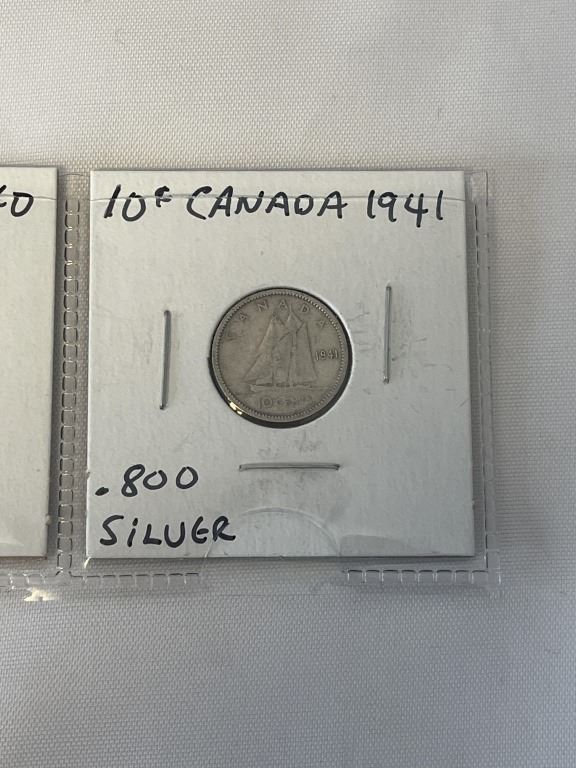 10¢ CANADA 1941
CANADA
1941
10 CENTS
.800
SILVER